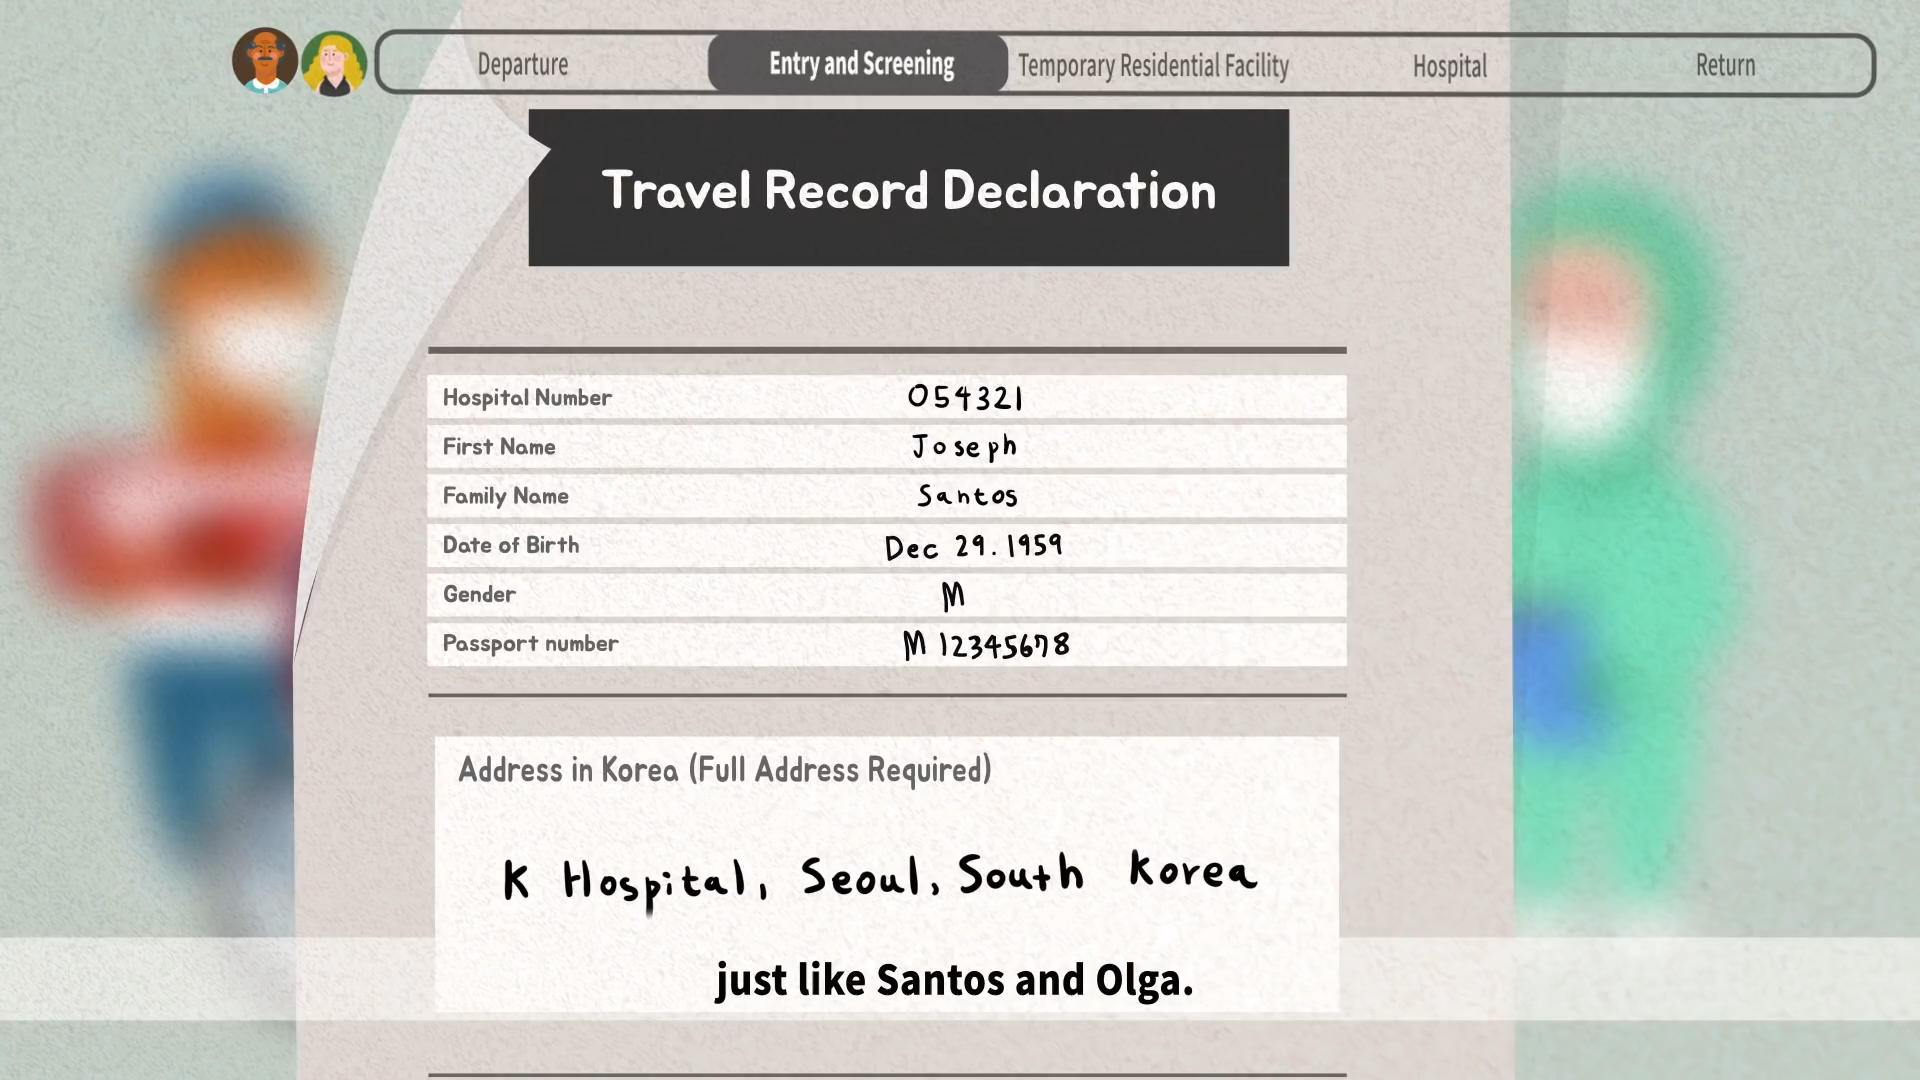 Departure
Entry and Screening
Temporary Residential Facility
Hospital
Return
Travel Record Declaration
Hospital Number 054321
First Name Joseph
Family Name Santos
Date of Birth Dec 29. 1959
Gender M
Passport number M 12345678
Address in Korea (Full Address Required)
K Hospital, Seoul, South Korea
just like Santos and Olga.